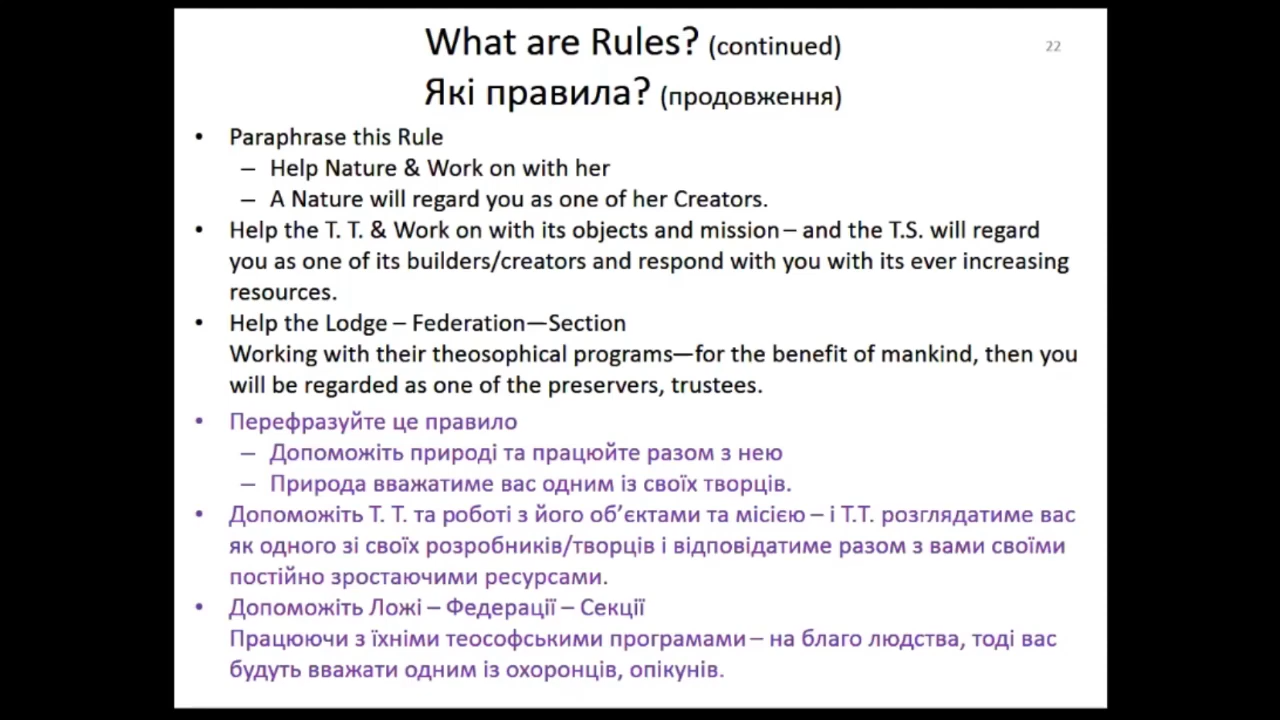 What are Rules? (continued)
22
Які правила? (продовження)
• Paraphrase this Rule
– Help Nature & Work on with her
– A Nature will regard you as one of her Creators.
• Help the T. T. & Work on with its objects and mission – and the T.S. will regard
you as one of its builders/creators and respond with you with its ever increasing
resources.
• Help the Lodge – Federation—Section
Working with their theosophical programs—for the benefit of mankind, then you
will be regarded as one of the preservers, trustees.
• Перефразуйте це правило
– Допоможіть природі та працюйте разом з нею
– Природа вважатиме вас одним із своїх творців.
• Допоможіть Т. Т. та роботі з його об’єктами та місією – і Т.Т. розглядатиме вас
як одного зі своїх розробників/творців і відповідатиме разом з вами своїми
постійно зростаючими ресурсами.
• Допоможіть Ложі – Федерації – Секції
Працюючи з їхніми теософськими програмами – на благо людства, тоді вас
будуть вважати одним із охоронців, опікунів.